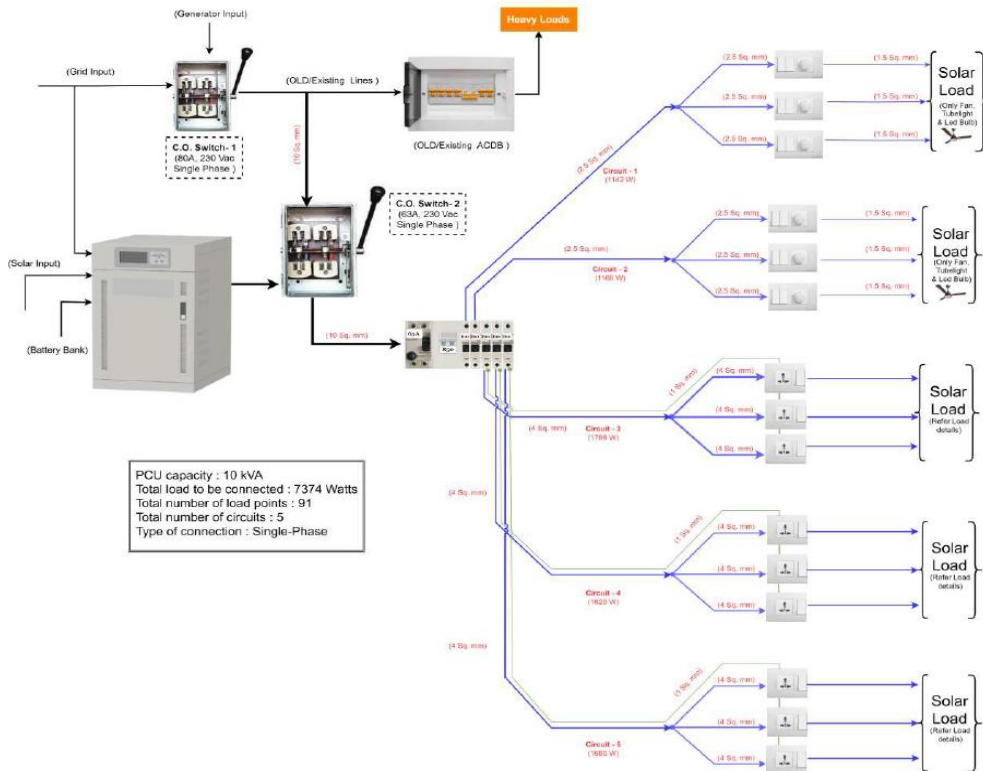 (Generator Input)
Heavy Loads
(Grid Input)
(OLD/Existing Lines )
C.O. Switch- 1
(80A, 230 Vac
Single Phase )
(OLD/Existing ACDB)
(10 Sq. mm)
C.O. Switch- 2
(63A, 230 Vac
Single Phase )
(Solar Input)
(Battery Bank)
(10 Sq. mm)
(2.5 Sq. mm)
Circuit - 1
(2.5 Sq. mm)
(1.5 Sq. mm)
(2.5 Sq. mm)
(1.5 Sq. mm)
(2.5 Sq. mm)
(1.5 Sq. mm)
Solar
Load
(Only Fan,
Tubelight
& Led Bulb)
(2.5 Sq. mm)
Circuit - 2
(2.5 Sq. mm)
(1.5 Sq. mm)
(2.5 Sq. mm)
(1.5 Sq. mm)
(2.5 Sq. mm)
(1.5 Sq. mm)
Solar
Load
(Only Fan,
Tubelight
& Led Bulb)
(4 Sq. mm)
Circuit - 3
(1 Sq. mm)
(4 Sq. mm)
(4 Sq. mm)
(4 Sq. mm)
Solar
Load
(Refer Load
details)
PCU capacity : 10 kVA
Total load to be connected : 7374 Watts
Total number of load points : 91
Total number of circuits : 5
Type of connection : Single-Phase
(4 Sq. mm)
Circuit - 4
(1620 W)
(1 Sq. mm)
(4 Sq. mm)
(4 Sq. mm)
(4 Sq. mm)
Solar
Load
(Refer Load
details)
(4 Sq. mm)
Circuit - 5
(1 Sq. mm)
(4 Sq. mm)
(4 Sq. mm)
(4 Sq. mm)
Solar
Load
(Refer Load
details)